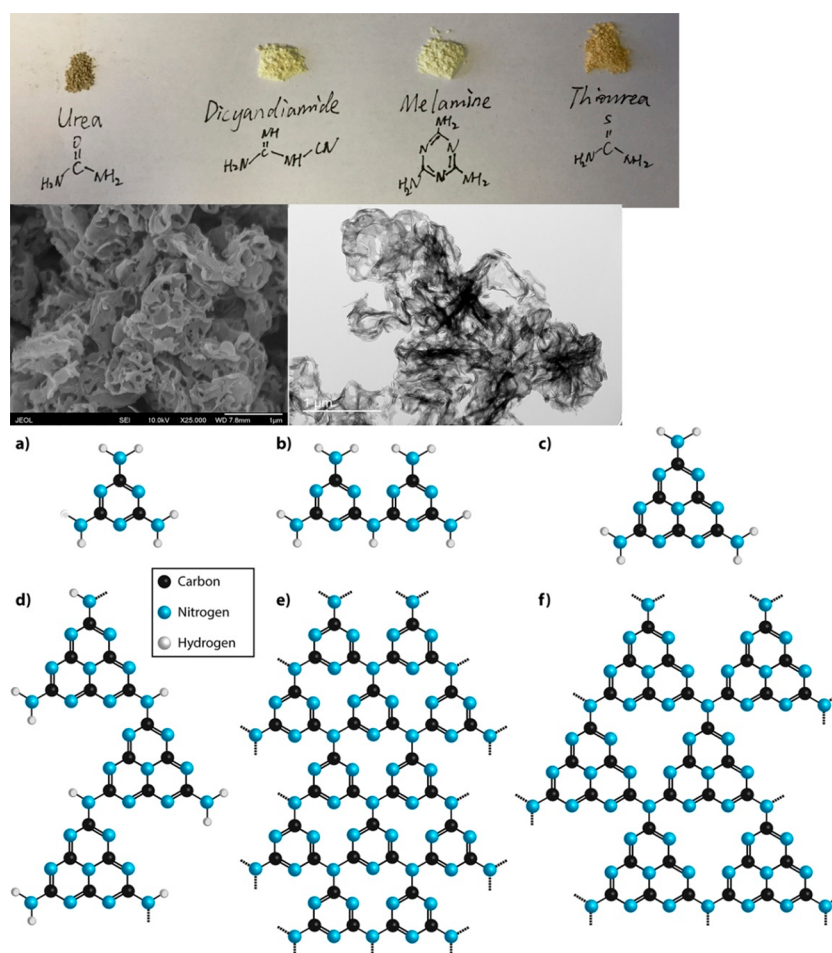 Urea Dicyandiamide Melamine Thiourea
O
C
H₂N NH₂
NH
C
H₂N NH CN
NH₂
N N
H₂N N NH₂
S
C
H₂N NH₂
1 μm
JEOL SEI 10.0kV X25,000 WD 7.6mm 1μm
a) b) c)
Carbon
Nitrogen
Hydrogen
d) e) f)